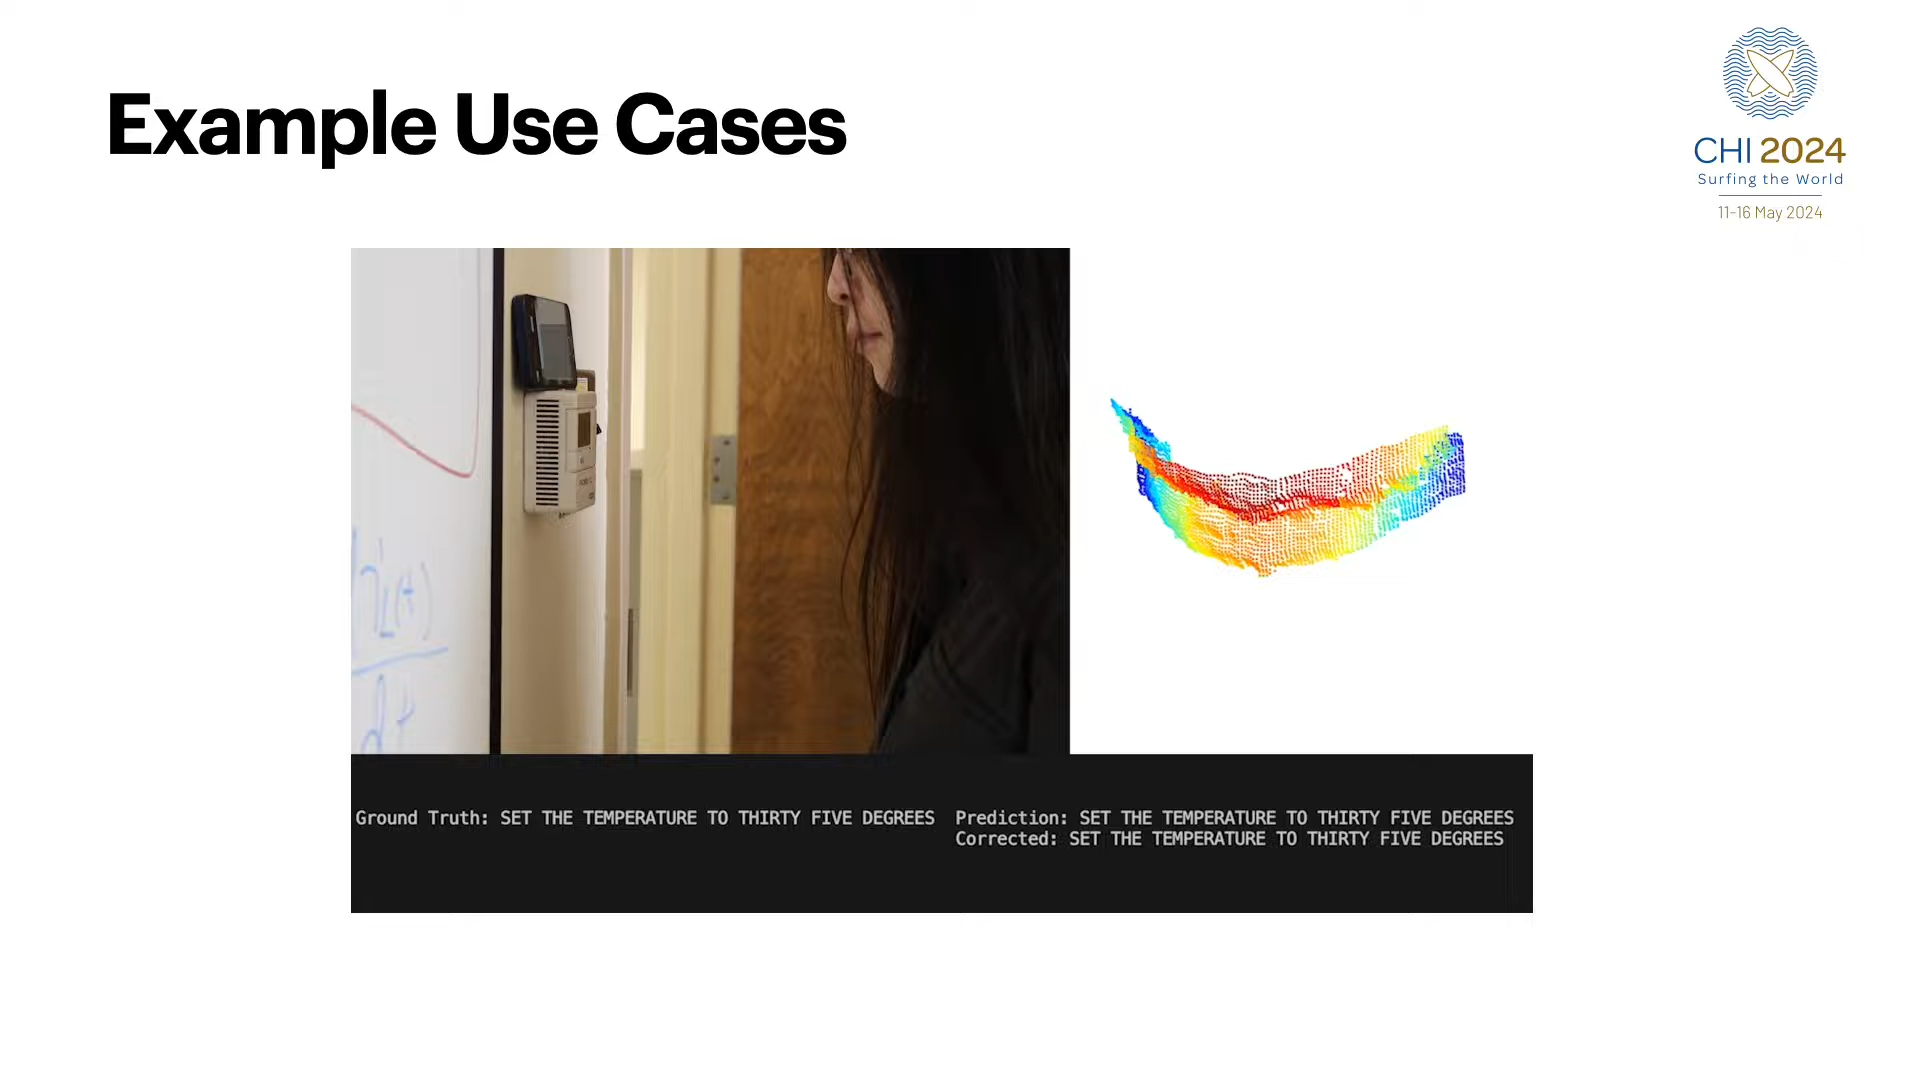 Example Use Cases
CHI 2024
Surfing the World
11-16 May 2024
Ground Truth: SET THE TEMPERATURE TO THIRTY FIVE DEGREES
Prediction: SET THE TEMPERATURE TO THIRTY FIVE DEGREES
Corrected: SET THE TEMPERATURE TO THIRTY FIVE DEGREES